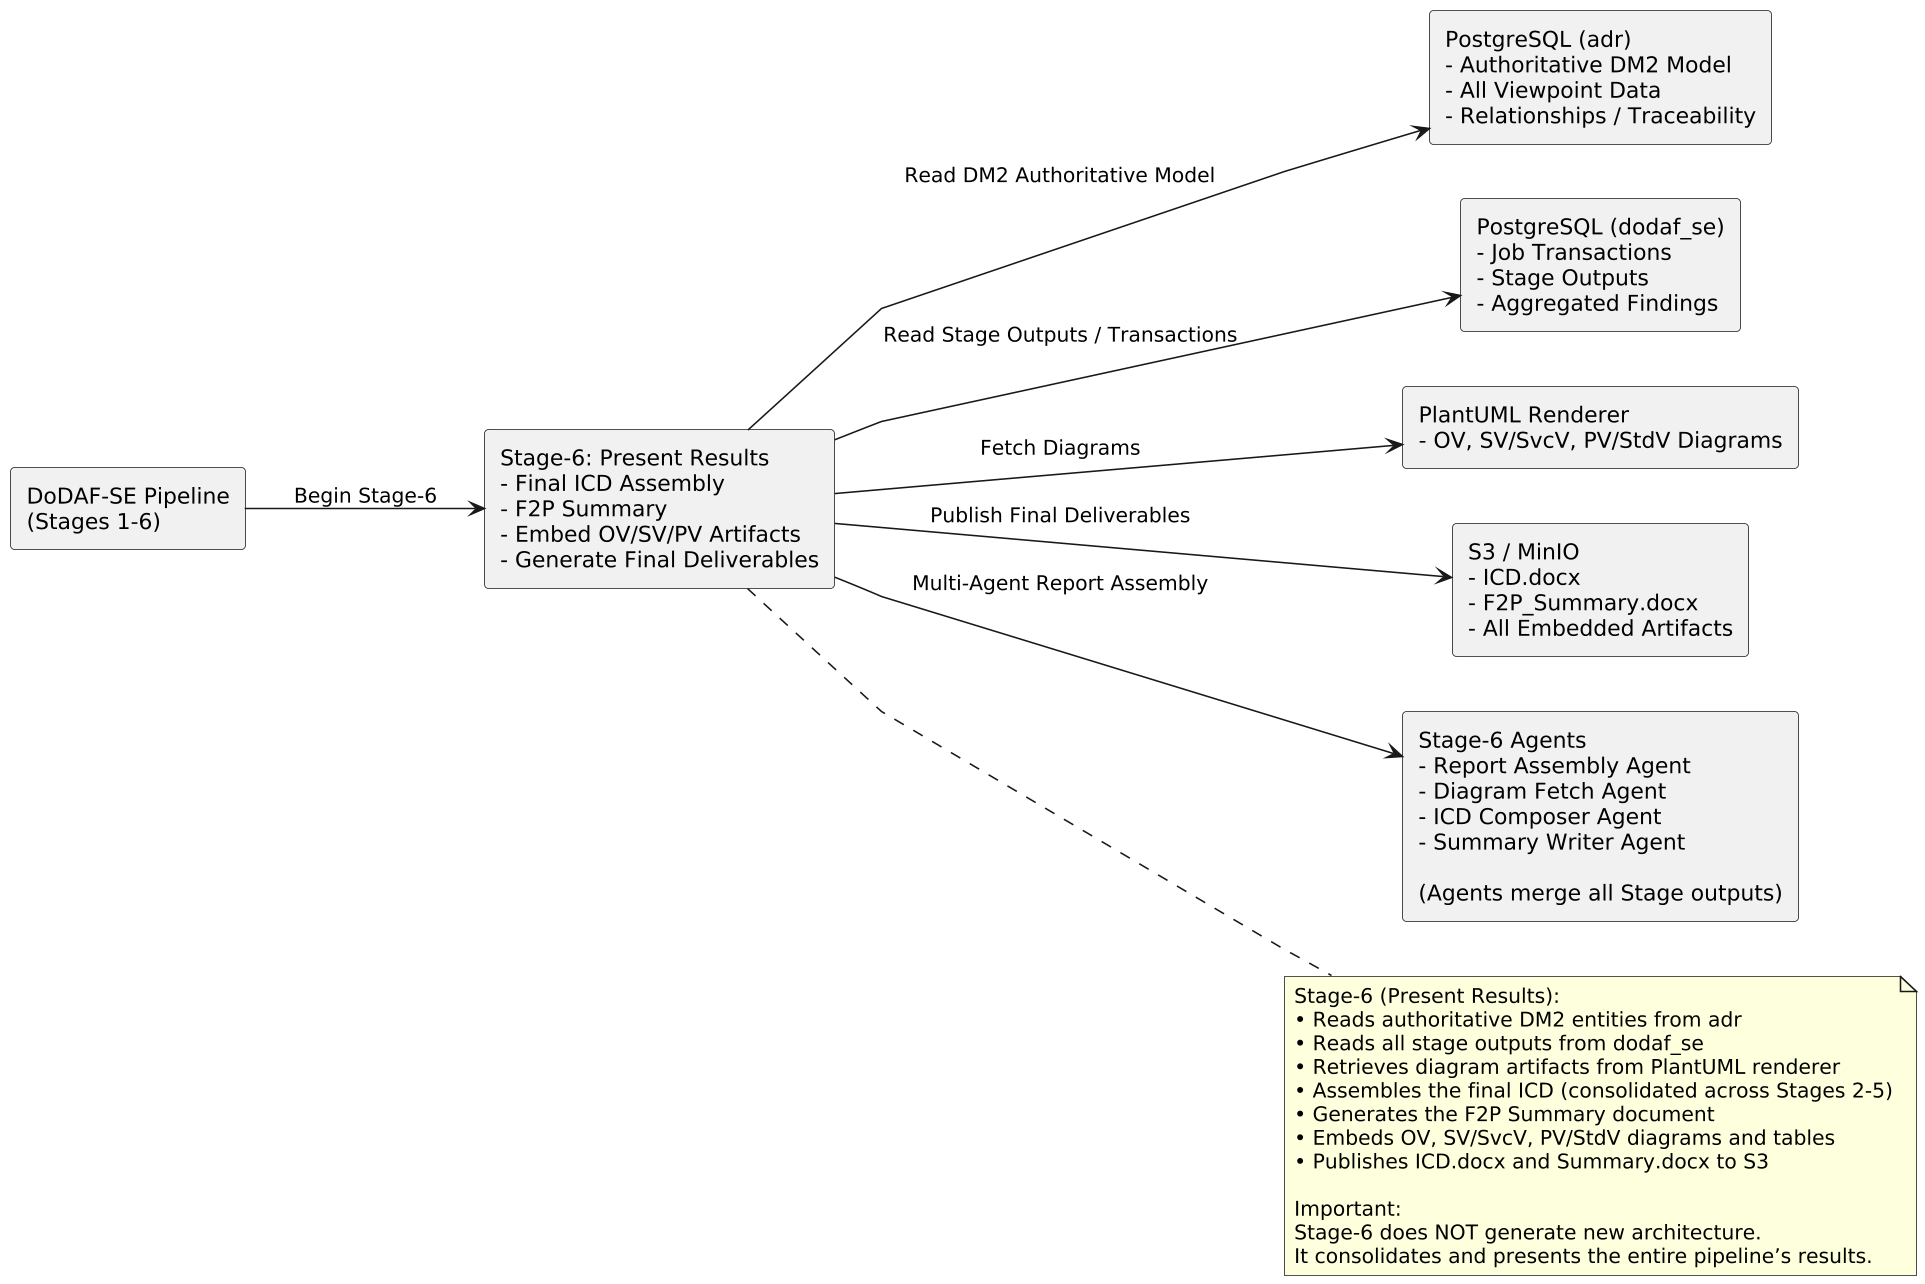 DoDAF-SE Pipeline
(Stages 1-6)
Begin Stage-6
Stage-6: Present Results
- Final ICD Assembly
- F2P Summary
- Embed OV/SV/PV Artifacts
- Generate Final Deliverables
Read DM2 Authoritative Model
Read Stage Outputs / Transactions
Fetch Diagrams
Publish Final Deliverables
Multi-Agent Report Assembly
PostgreSQL (adr)
- Authoritative DM2 Model
- All Viewpoint Data
- Relationships / Traceability
PostgreSQL (dodaf_se)
- Job Transactions
- Stage Outputs
- Aggregated Findings
PlantUML Renderer
- OV, SV/SvcV, PV/StdV Diagrams
S3 / MinIO
- ICD.docx
- F2P_Summary.docx
- All Embedded Artifacts
Stage-6 Agents
- Report Assembly Agent
- Diagram Fetch Agent
- ICD Composer Agent
- Summary Writer Agent
(Agents merge all Stage outputs)
Stage-6 (Present Results):
• Reads authoritative DM2 entities from adr
• Reads all stage outputs from dodaf_se
• Retrieves diagram artifacts from PlantUML renderer
• Assembles the final ICD (consolidated across Stages 2-5)
• Generates the F2P Summary document
• Embeds OV, SV/SvcV, PV/StdV diagrams and tables
• Publishes ICD.docx and Summary.docx to S3
Important:
Stage-6 does NOT generate new architecture.
It consolidates and presents the entire pipeline’s results.